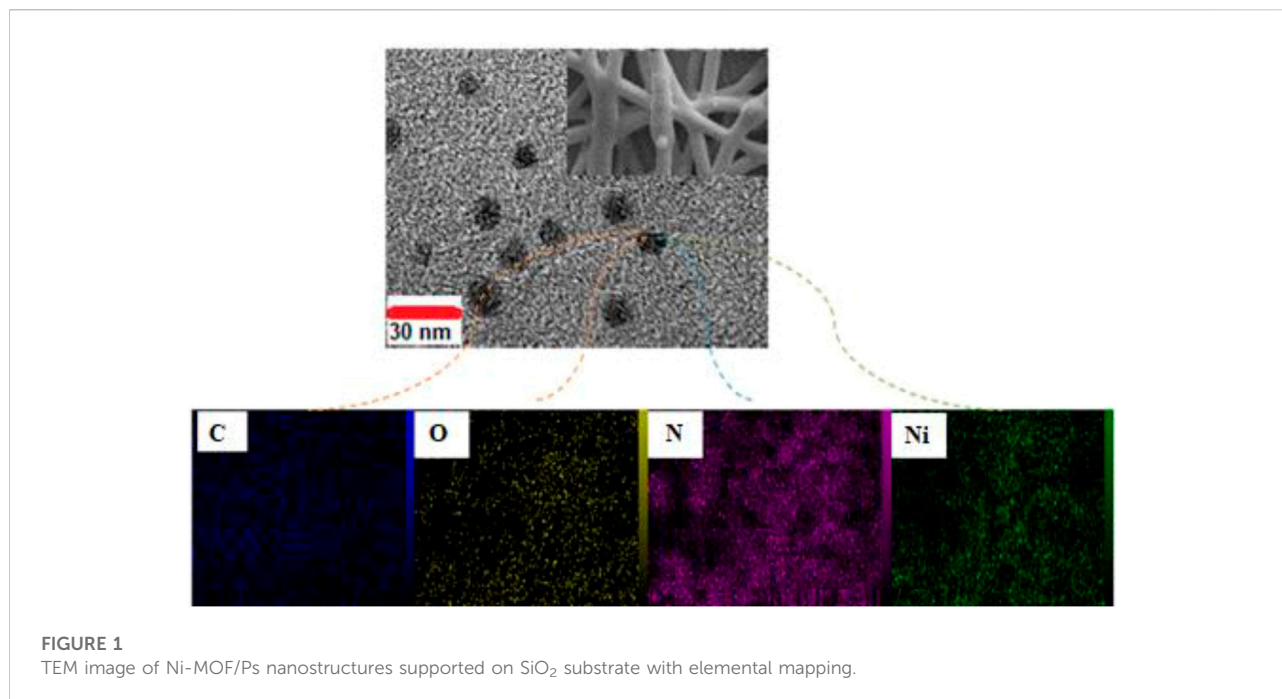 30 nm
C O N Ni
FIGURE 1
TEM image of Ni-MOF/Ps nanostructures supported on SiO₂ substrate with elemental mapping.